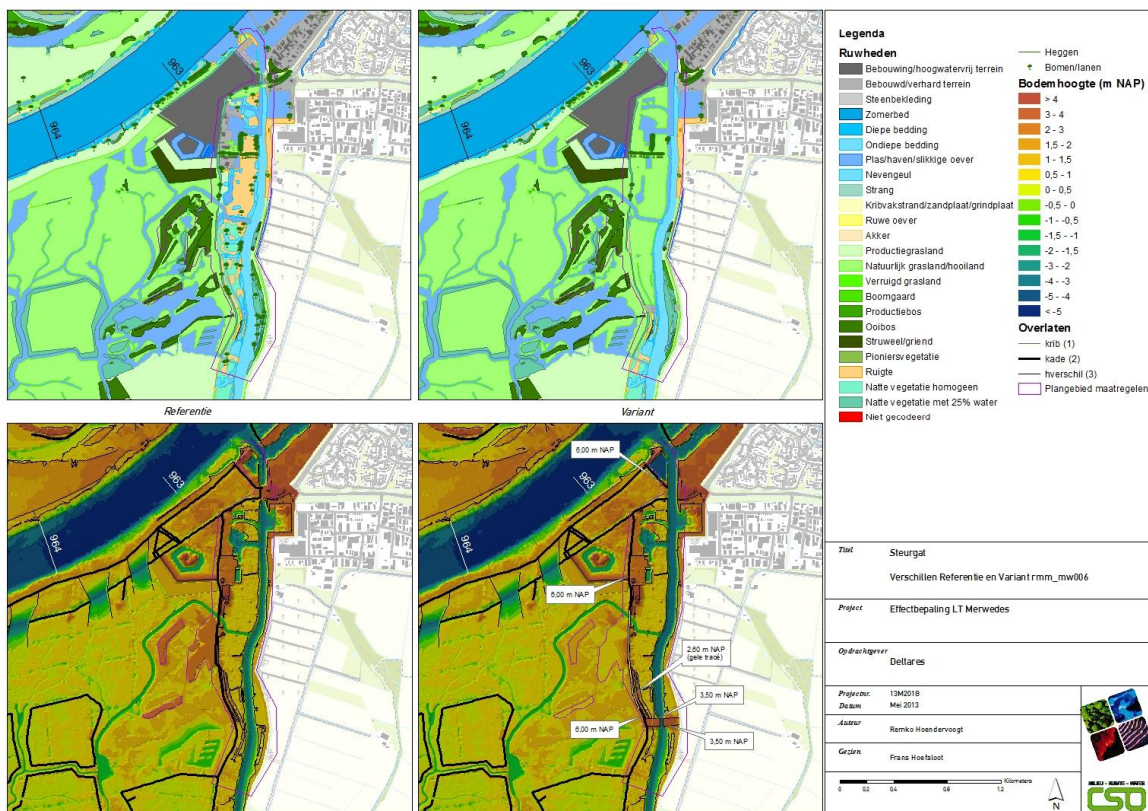 963
964
963
964
Referentie
Variant
963
964
6,00 m NAP
963
964
6,00 m NAP
2,60 m NAP
(gele tracé)
3,50 m NAP
6,00 m NAP
3,50 m NAP
Legenda
Ruwheden
Bebouwing/hoogwatervrij terrein
Bebouwd/verhard terrein
Steenbekleding
Zomerbed
Diepe bedding
Ondiepe bedding
Plas/haven/slikkige oever
Nevengeul
Strang
Kribvakstrand/zandplaat/grindplaat
Ruwe oever
Akker
Productiegrasland
Natuurlijk grasland/hooiland
Verruigd grasland
Boomgaard
Productiebos
Ooibos
Struweel/griend
Pioniersvegetatie
Ruigte
Natte vegetatie homogeen
Natte vegetatie met 25% water
Niet gecodeerd
Heggen
Bomen/lanen
Bodemhoogte (m NAP)
> 4
3 - 4
2 - 3
1,5 - 2
1 - 1,5
0,5 - 1
0 - 0,5
-0,5 - 0
-1 - -0,5
-1,5 - -1
-2 - -1,5
-3 - -2
-4 - -3
-5 - -4
< -5
Overlaten
krib (1)
kade (2)
hverschil (3)
Plangebied maatregelen
Titel
Steurgat
Verschillen Referentie en Variant rmm_mw006
Project
Effectbepaling LT Merwedes
Opdrachtgever
Deltares
Projectnr. 13M2018
Datum Mei 2013
Auteur
Remko Hoendervoogt
Gezien
Frans Hoefsloot
Kilometers
0 0,2 0,4 0,8 1,2
N
MILIEU - RUIMTE - WATER
CSO